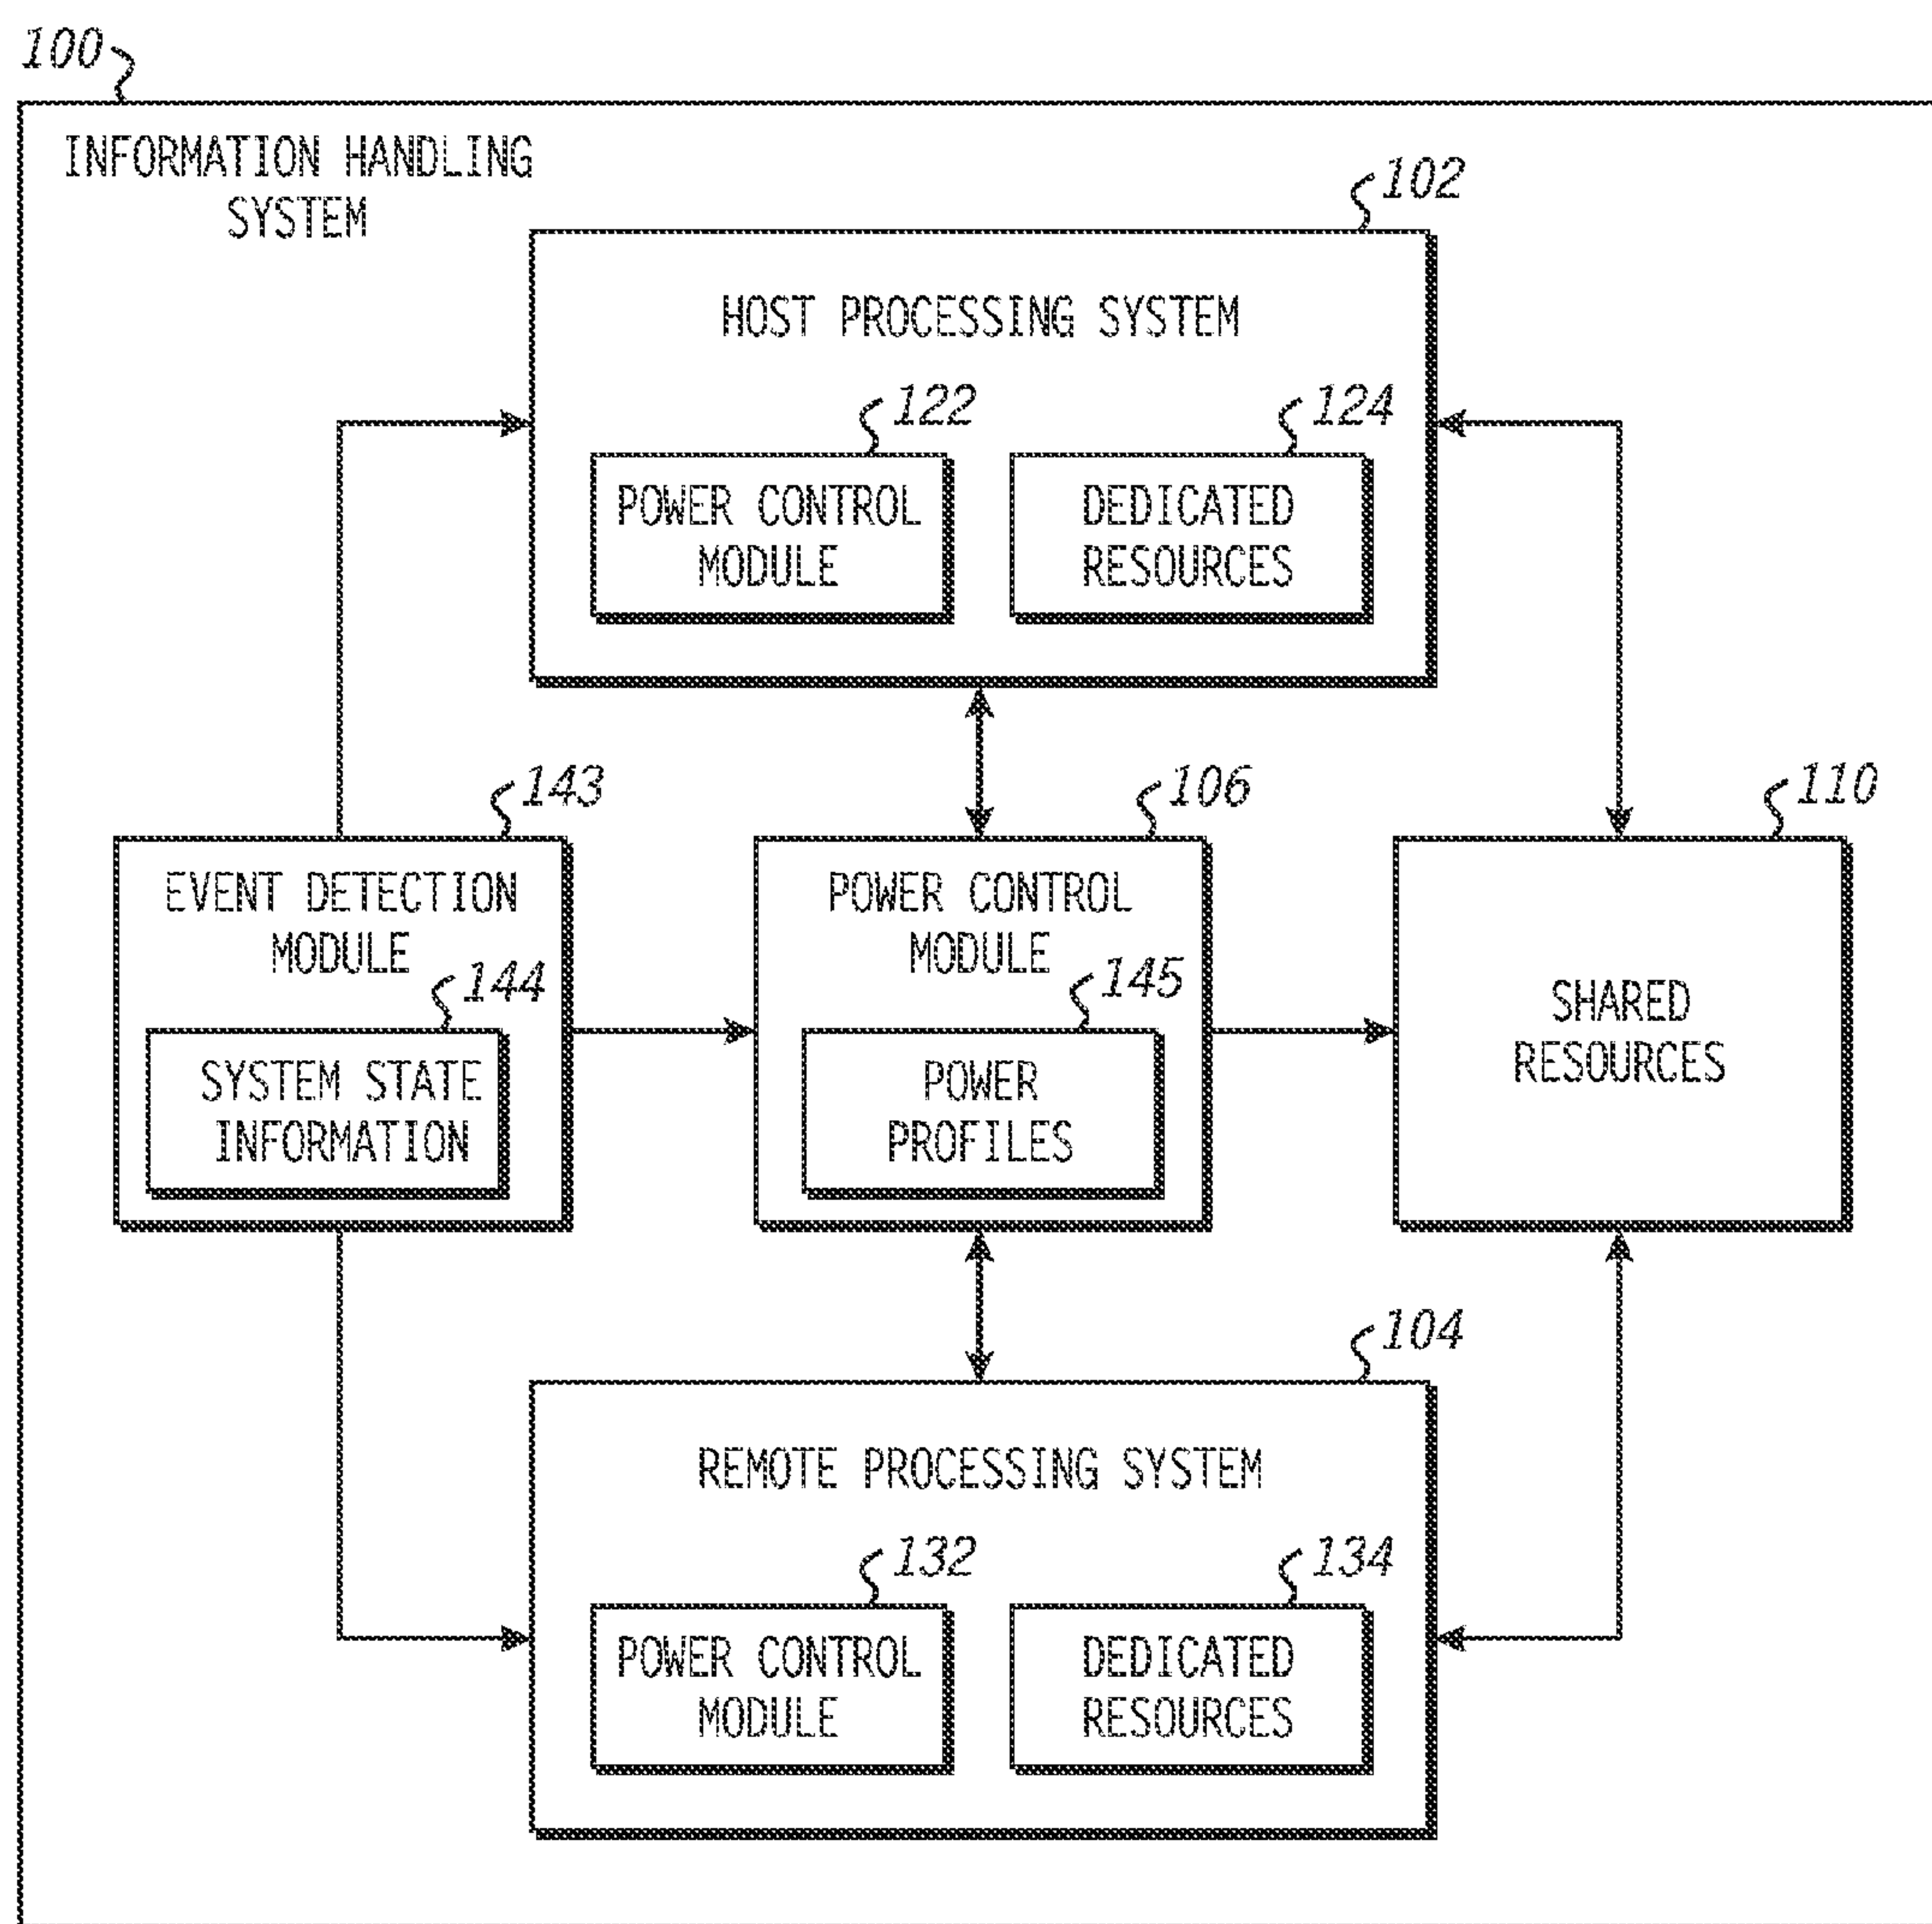 100
INFORMATION HANDLING
SYSTEM
102
HOST PROCESSING SYSTEM
122
124
POWER CONTROL
MODULE
DEDICATED
RESOURCES
143
106
110
EVENT DETECTION
MODULE
144
SYSTEM STATE
INFORMATION
POWER CONTROL
MODULE
145
POWER
PROFILES
SHARED
RESOURCES
104
REMOTE PROCESSING SYSTEM
132
134
POWER CONTROL
MODULE
DEDICATED
RESOURCES